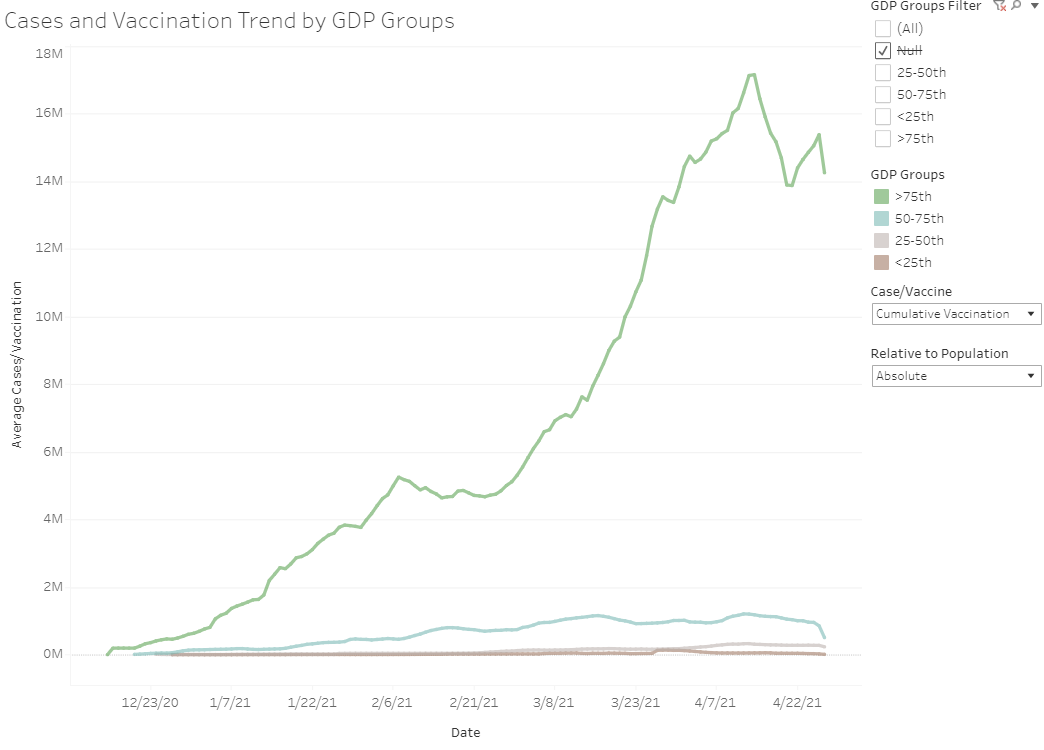 Cases and Vaccination Trend by GDP Groups
18M
16M
14M
12M
10M
8M
6M
4M
2M
0M
Average Cases/Vaccination
12/23/20
1/7/21
1/22/21
2/6/21
2/21/21
3/8/21
3/23/21
4/7/21
4/22/21
Date
GDP Groups Filter
(All)
Null
25-50th
50-75th
<25th
>75th
GDP Groups
>75th
50-75th
25-50th
<25th
Case/Vaccine
Cumulative Vaccination
Relative to Population
Absolute